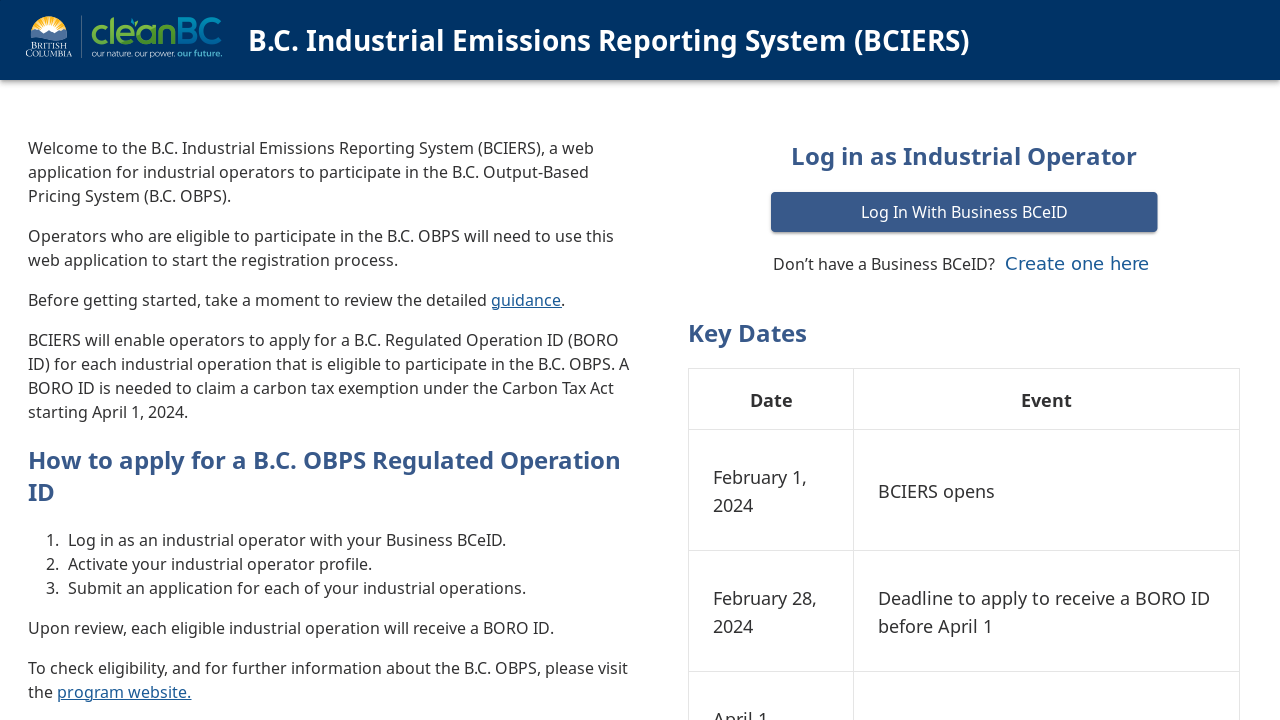 BRITISH
COLUMBIA
cleanBC
our nature. our power. our future.
B.C. Industrial Emissions Reporting System (BCIERS)
Welcome to the B.C. Industrial Emissions Reporting System (BCIERS), a web
application for industrial operators to participate in the B.C. Output-Based
Pricing System (B.C. OBPS).
Operators who are eligible to participate in the B.C. OBPS will need to use this
web application to start the registration process.
Before getting started, take a moment to review the detailed guidance.
BCIERS will enable operators to apply for a B.C. Regulated Operation ID (BORO
ID) for each industrial operation that is eligible to participate in the B.C. OBPS. A
BORO ID is needed to claim a carbon tax exemption under the Carbon Tax Act
starting April 1, 2024.
How to apply for a B.C. OBPS Regulated Operation
ID
1. Log in as an industrial operator with your Business BCeID.
2. Activate your industrial operator profile.
3. Submit an application for each of your industrial operations.
Upon review, each eligible industrial operation will receive a BORO ID.
To check eligibility, and for further information about the B.C. OBPS, please visit
the program website.
Log in as Industrial Operator
Log In With Business BCeID
Don’t have a Business BCeID? Create one here
Key Dates
Date Event
February 1,
2024
BCIERS opens
February 28,
2024
Deadline to apply to receive a BORO ID
before April 1
April 1